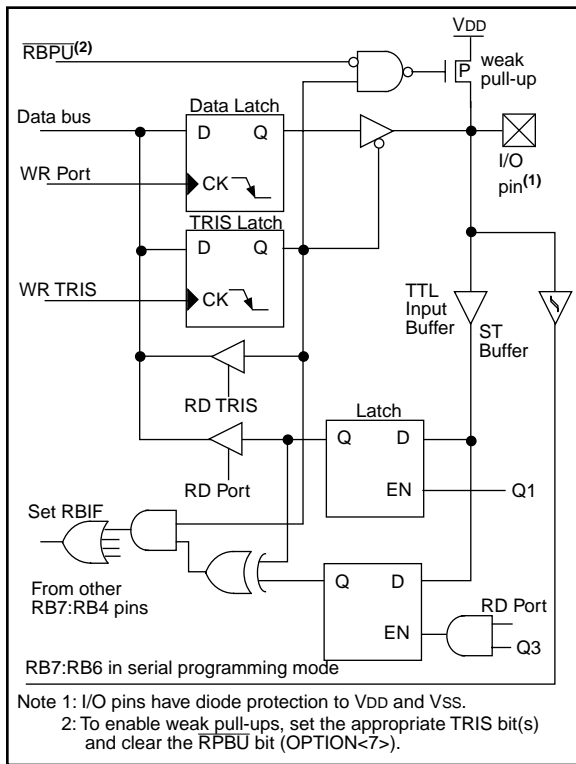 VDD
RBPU(2)
weak
pull-up
P
Data bus
Data Latch
D Q
WR Port
CK
I/O
pin(1)
TRIS Latch
D Q
WR TRIS
CK
TTL
Input
Buffer
ST
Buffer
RD TRIS
Latch
Q D
RD Port
EN
Q1
Set RBIF
From other
RB7:RB4 pins
Q D
RD Port
EN
Q3
RB7:RB6 in serial programming mode
Note 1: I/O pins have diode protection to VDD and VSS.
2: To enable weak pull-ups, set the appropriate TRIS bit(s)
and clear the RPBU bit (OPTION<7>).